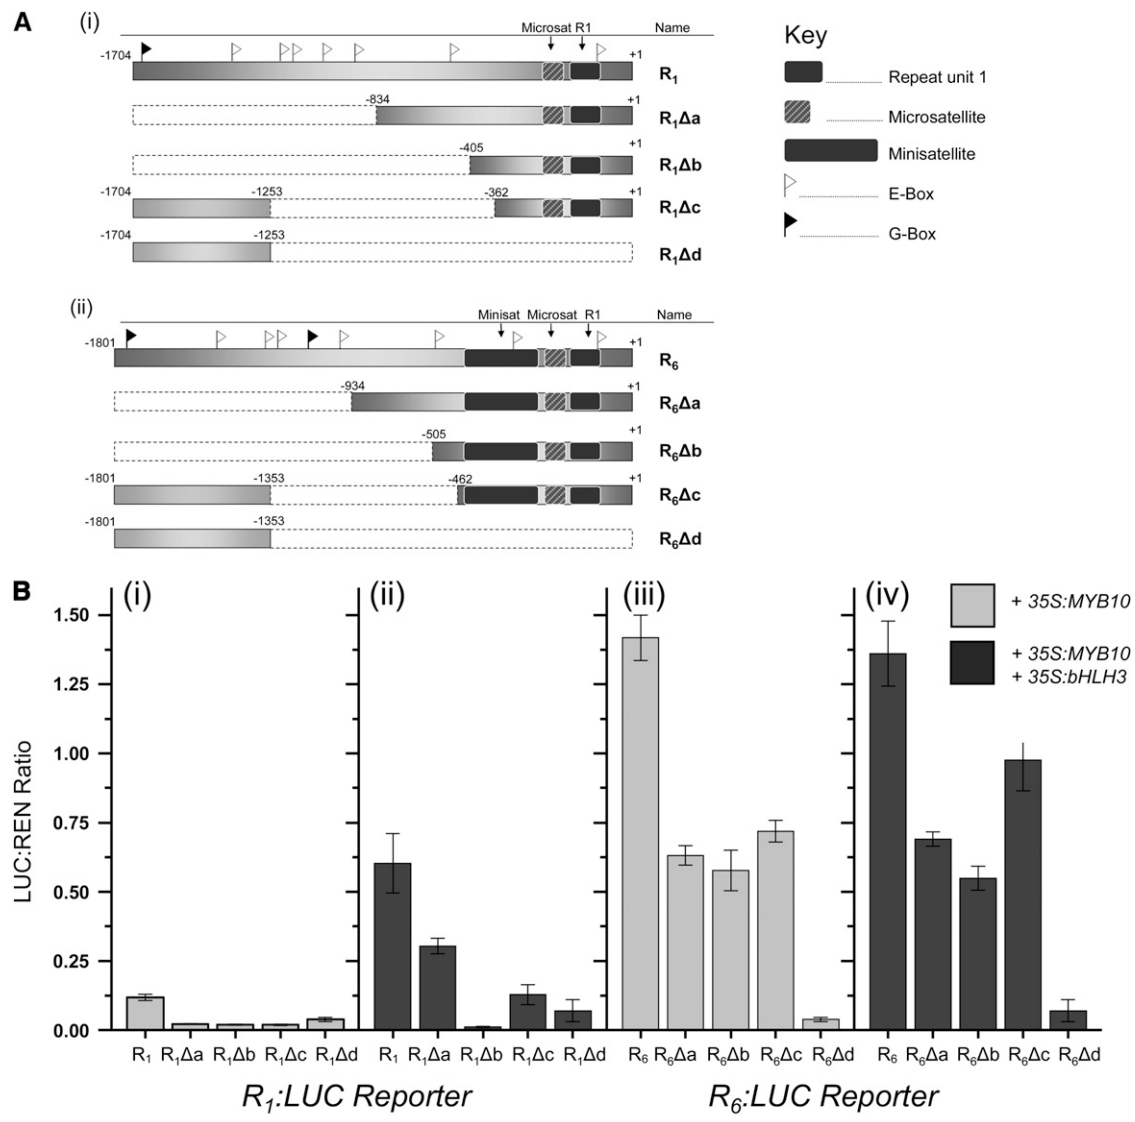 A
(i)
Microsat R1 Name
-1704 +1
R1
-834 +1
R1Δa
-405 +1
R1Δb
-1704 -1253 -362 +1
R1Δc
-1704 -1253
R1Δd
Key
Repeat unit 1
Microsatellite
Minisatellite
E-Box
G-Box
(ii)
Minisat Microsat R1 Name
-1801 +1
R6
-934 +1
R6Δa
-505 +1
R6Δb
-1801 -1353 -462 +1
R6Δc
-1801 -1353
R6Δd
B
(i) (ii) (iii) (iv)
+ 35S:MYB10
+ 35S:MYB10
+ 35S:bHLH3
LUC:REN Ratio
1.50
1.25
1.00
0.75
0.50
0.25
0.00
R1 R1Δa R1Δb R1Δc R1Δd R1 R1Δa R1Δb R1Δc R1Δd R6 R6Δa R6Δb R6Δc R6Δd R6 R6Δa R6Δb R6Δc R6Δd
R1:LUC Reporter R6:LUC Reporter